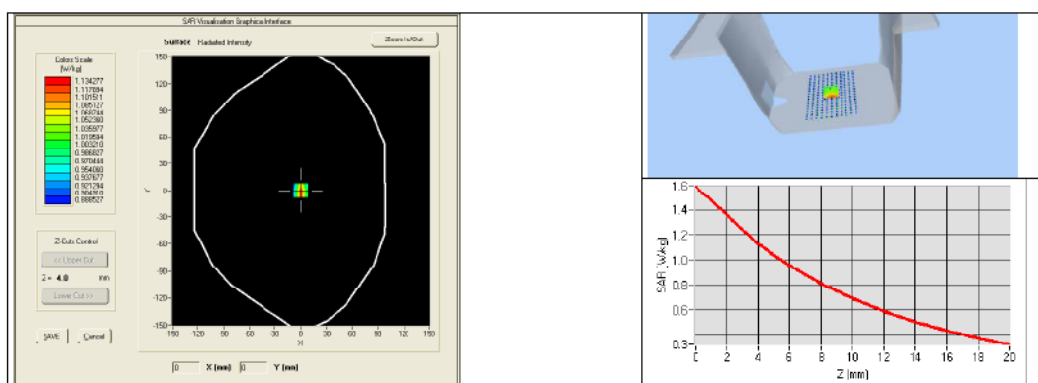 SAR Visualisation Graphical Interface
Surface Radiated Intensity
Zoom In/Out
Colors Scale
(W/kg)
1.134277
1.117894
1.101511
1.085127
1.068744
1.052360
1.035977
1.019594
1.003210
0.986827
0.970444
0.954060
0.937677
0.921294
0.904910
0.888527
150
120
90
60
30
0
-30
-60
-90
-120
-150
Y
-150 -120 -90 -60 -30 0 30 60 90 120 150
X
Z-Cuts Control
<< Upper Cut
Z = 4.0 mm
Lower Cut >>
SAVE Cancel
0 X (mm) 0 Y (mm)
1.6
1.4
1.2
1.0
0.8
0.6
0.3
SAR (W/kg)
0 2 4 6 8 10 12 14 16 18 20
Z (mm)